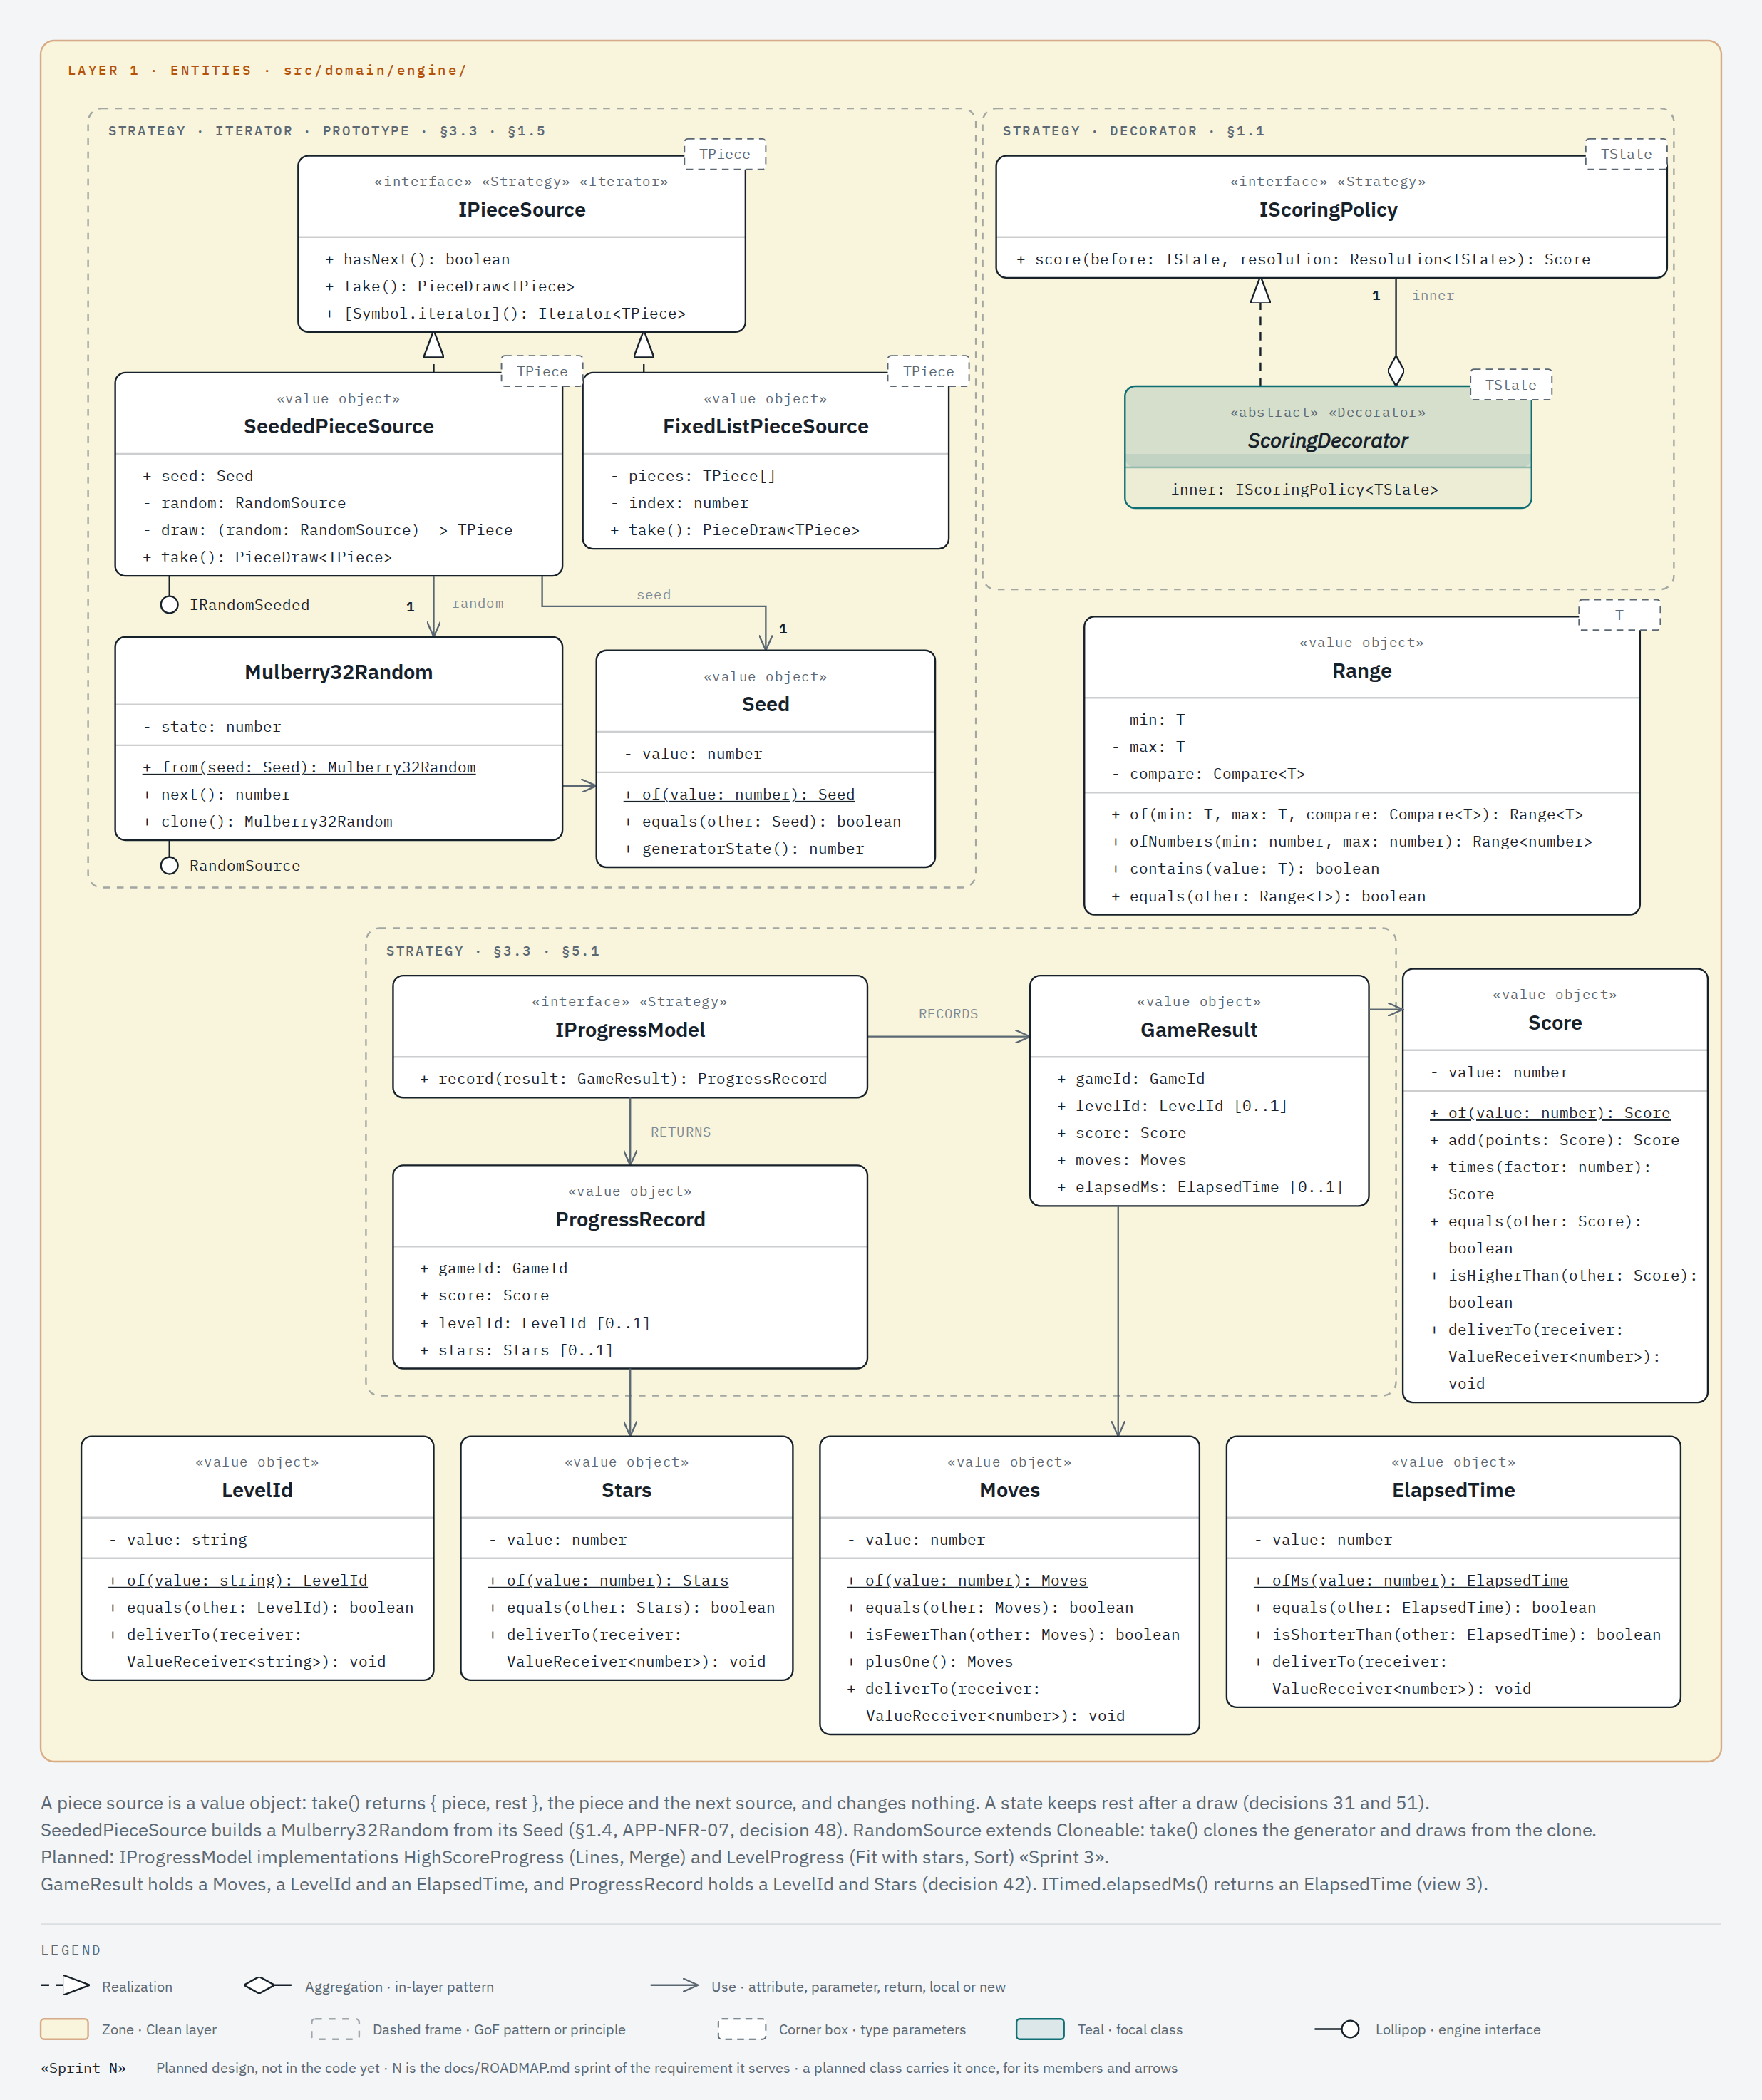 LAYER 1 · ENTITIES · src/domain/engine/
STRATEGY · ITERATOR · PROTOTYPE · §3.3 · §1.5
TPiece
«interface» «Strategy» «Iterator»
IPieceSource
+ hasNext(): boolean
+ take(): PieceDraw<TPiece>
+ [Symbol.iterator](): Iterator<TPiece>
TPiece
«value object»
SeededPieceSource
+ seed: Seed
- random: RandomSource
- draw: (random: RandomSource) => TPiece
+ take(): PieceDraw<TPiece>
TPiece
«value object»
FixedListPieceSource
- pieces: TPiece[]
- index: number
+ take(): PieceDraw<TPiece>
IRandomSeeded
1
random
seed
1
Mulberry32Random
- state: number
+ from(seed: Seed): Mulberry32Random
+ next(): number
+ clone(): Mulberry32Random
RandomSource
«value object»
Seed
- value: number
+ of(value: number): Seed
+ equals(other: Seed): boolean
+ generatorState(): number
STRATEGY · DECORATOR · §1.1
TState
«interface» «Strategy»
IScoringPolicy
+ score(before: TState, resolution: Resolution<TState>): Score
1
inner
TState
«abstract» «Decorator»
ScoringDecorator
- inner: IScoringPolicy<TState>
T
«value object»
Range
- min: T
- max: T
- compare: Compare<T>
+ of(min: T, max: T, compare: Compare<T>): Range<T>
+ ofNumbers(min: number, max: number): Range<number>
+ contains(value: T): boolean
+ equals(other: Range<T>): boolean
STRATEGY · §3.3 · §5.1
«interface» «Strategy»
IProgressModel
+ record(result: GameResult): ProgressRecord
RECORDS
RETURNS
«value object»
GameResult
+ gameId: GameId
+ levelId: LevelId [0..1]
+ score: Score
+ moves: Moves
+ elapsedMs: ElapsedTime [0..1]
«value object»
Score
- value: number
+ of(value: number): Score
+ add(points: Score): Score
+ times(factor: number):
Score
+ equals(other: Score):
boolean
+ isHigherThan(other: Score):
boolean
+ deliverTo(receiver:
ValueReceiver<number>):
void
«value object»
ProgressRecord
+ gameId: GameId
+ score: Score
+ levelId: LevelId [0..1]
+ stars: Stars [0..1]
«value object»
LevelId
- value: string
+ of(value: string): LevelId
+ equals(other: LevelId): boolean
+ deliverTo(receiver:
ValueReceiver<string>): void
«value object»
Stars
- value: number
+ of(value: number): Stars
+ equals(other: Stars): boolean
+ deliverTo(receiver:
ValueReceiver<number>): void
«value object»
Moves
- value: number
+ of(value: number): Moves
+ equals(other: Moves): boolean
+ isFewerThan(other: Moves): boolean
+ plusOne(): Moves
+ deliverTo(receiver:
ValueReceiver<number>): void
«value object»
ElapsedTime
- value: number
+ ofMs(value: number): ElapsedTime
+ equals(other: ElapsedTime): boolean
+ isShorterThan(other: ElapsedTime): boolean
+ deliverTo(receiver:
ValueReceiver<number>): void
A piece source is a value object: take() returns { piece, rest }, the piece and the next source, and changes nothing. A state keeps rest after a draw (decisions 31 and 51).
SeededPieceSource builds a Mulberry32Random from its Seed (§1.4, APP-NFR-07, decision 48). RandomSource extends Cloneable: take() clones the generator and draws from the clone.
Planned: IProgressModel implementations HighScoreProgress (Lines, Merge) and LevelProgress (Fit with stars, Sort) «Sprint 3».
GameResult holds a Moves, a LevelId and an ElapsedTime, and ProgressRecord holds a LevelId and Stars (decision 42). ITimed.elapsedMs() returns an ElapsedTime (view 3).
LEGEND
Realization
Aggregation · in-layer pattern
Use · attribute, parameter, return, local or new
Zone · Clean layer
Dashed frame · GoF pattern or principle
Corner box · type parameters
Teal · focal class
Lollipop · engine interface
«Sprint N» Planned design, not in the code yet · N is the docs/ROADMAP.md sprint of the requirement it serves · a planned class carries it once, for its members and arrows